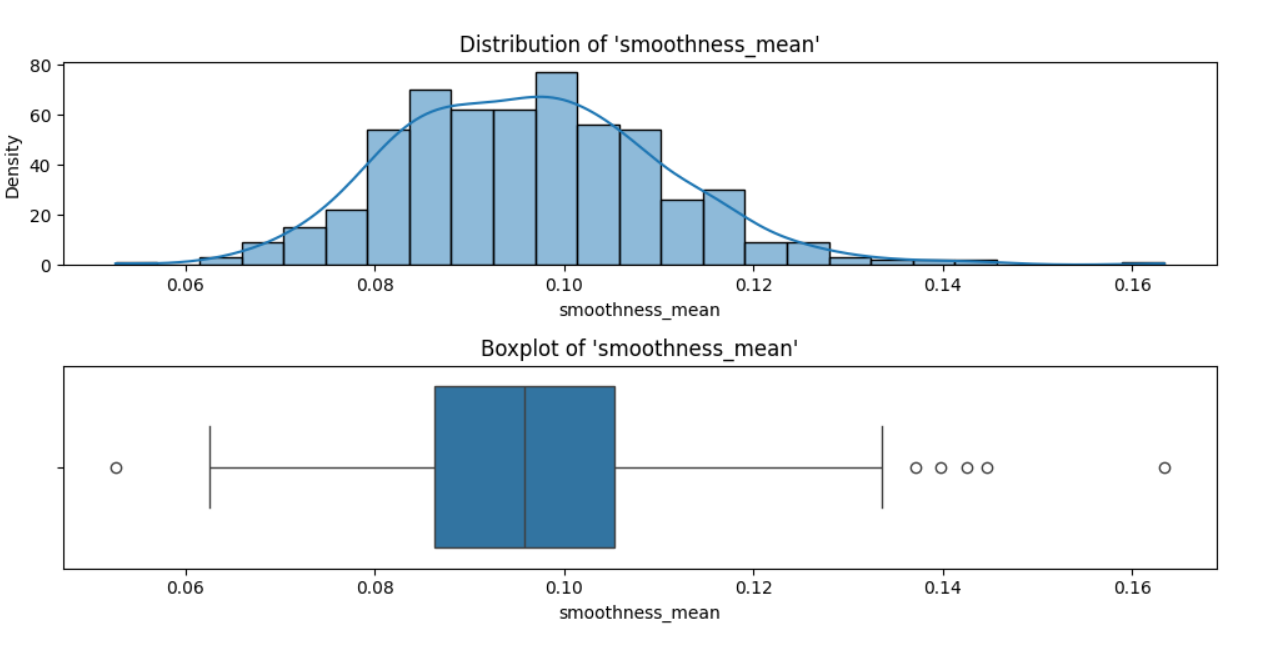 Distribution of 'smoothness_mean'
80
60
40
20
0
Density
0.06 0.08 0.10 0.12 0.14 0.16
smoothness_mean
Boxplot of 'smoothness_mean'
0.06 0.08 0.10 0.12 0.14 0.16
smoothness_mean